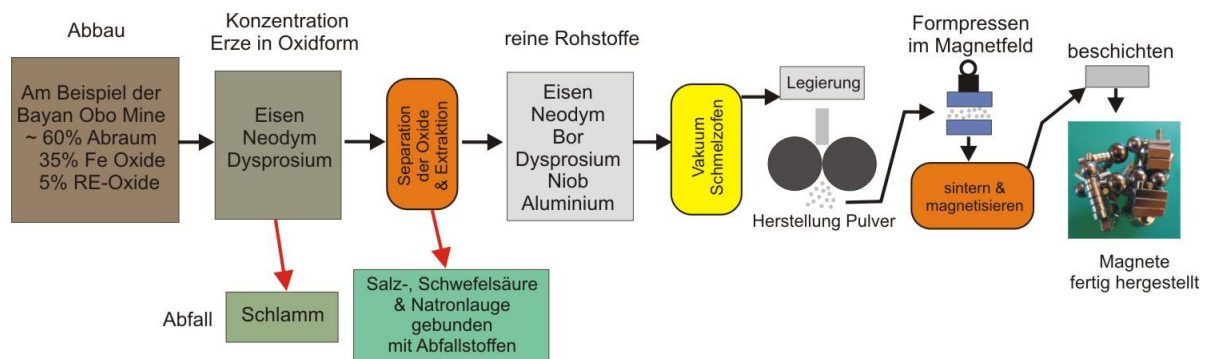 Abbau
Am Beispiel der
Bayan Obo Mine
~ 60% Abraum
35% Fe Oxide
5% RE-Oxide
Konzentration
Erze in Oxidform
Eisen
Neodym
Dysprosium
Abfall
Schlamm
Separation
der Oxide
& Extraktion
Salz-, Schwefelsäure
& Natronlauge
gebunden
mit Abfallstoffen
reine Rohstoffe
Eisen
Neodym
Bor
Dysprosium
Niob
Aluminium
Vakuum
Schmelzofen
Legierung
Herstellung Pulver
Formpressen
im Magnetfeld
sintern &
magnetisieren
beschichten
Magnete
fertig hergestellt